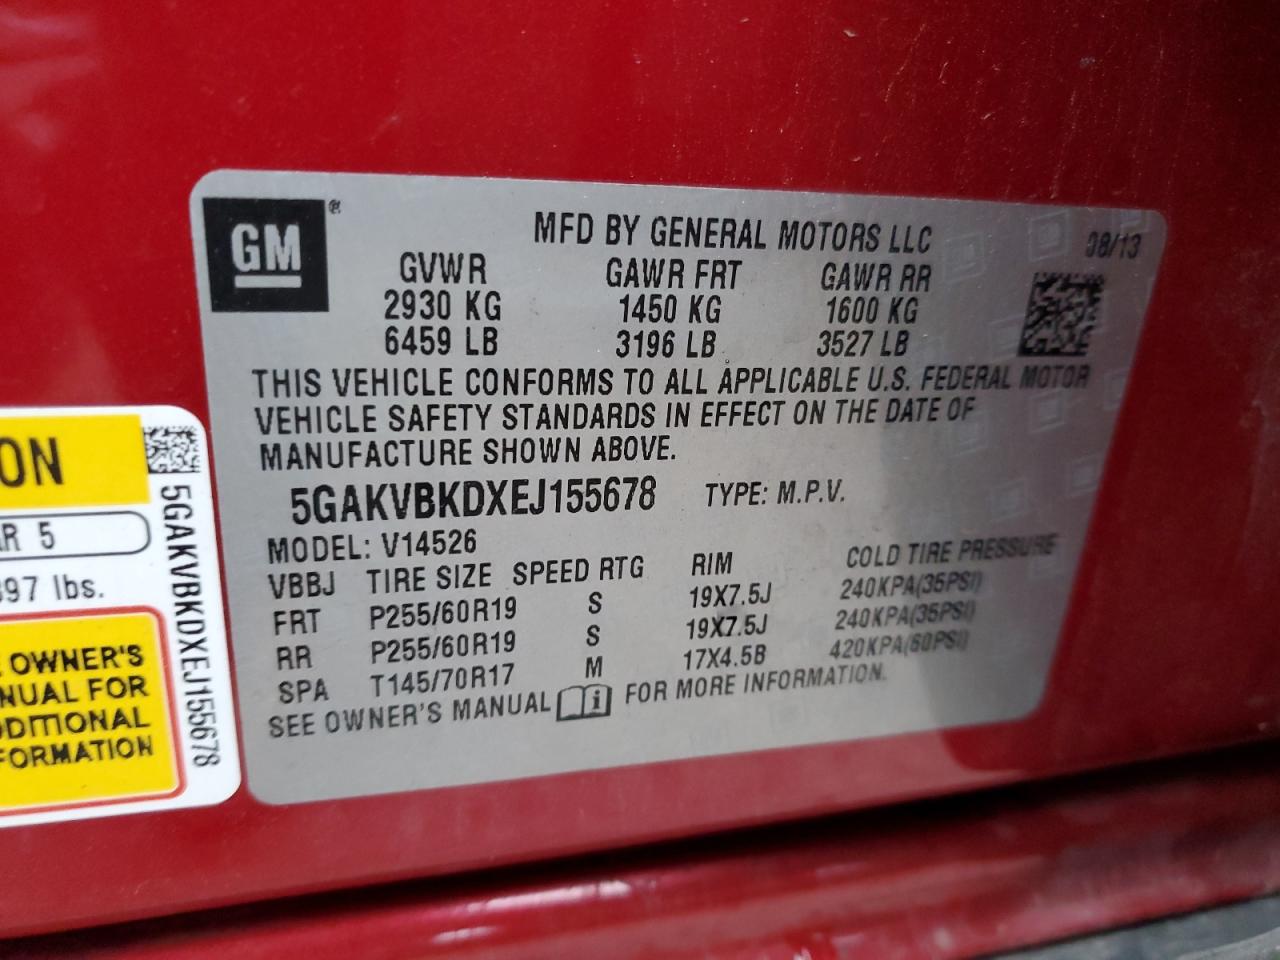 GM ®
MFD BY GENERAL MOTORS LLC 08/13
GVWR GAWR FRT GAWR RR
2930 KG 1450 KG 1600 KG
6459 LB 3196 LB 3527 LB
THIS VEHICLE CONFORMS TO ALL APPLICABLE U.S. FEDERAL MOTOR
VEHICLE SAFETY STANDARDS IN EFFECT ON THE DATE OF
MANUFACTURE SHOWN ABOVE.
5GAKVBKDXEJ155678 TYPE: M.P.V.
MODEL: V14526
VBBJ TIRE SIZE SPEED RTG RIM COLD TIRE PRESSURE
FRT P255/60R19 S 19X7.5J 240KPA(35PSI)
RR P255/60R19 S 19X7.5J 240KPA(35PSI)
SPA T145/70R17 M 17X4.5B 420KPA(60PSI)
SEE OWNER'S MANUAL i FOR MORE INFORMATION.
ON
AR 5
397 lbs.
E OWNER'S
ANUAL FOR
DDITIONAL
FORMATION
5GAKVBKDXEJ155678